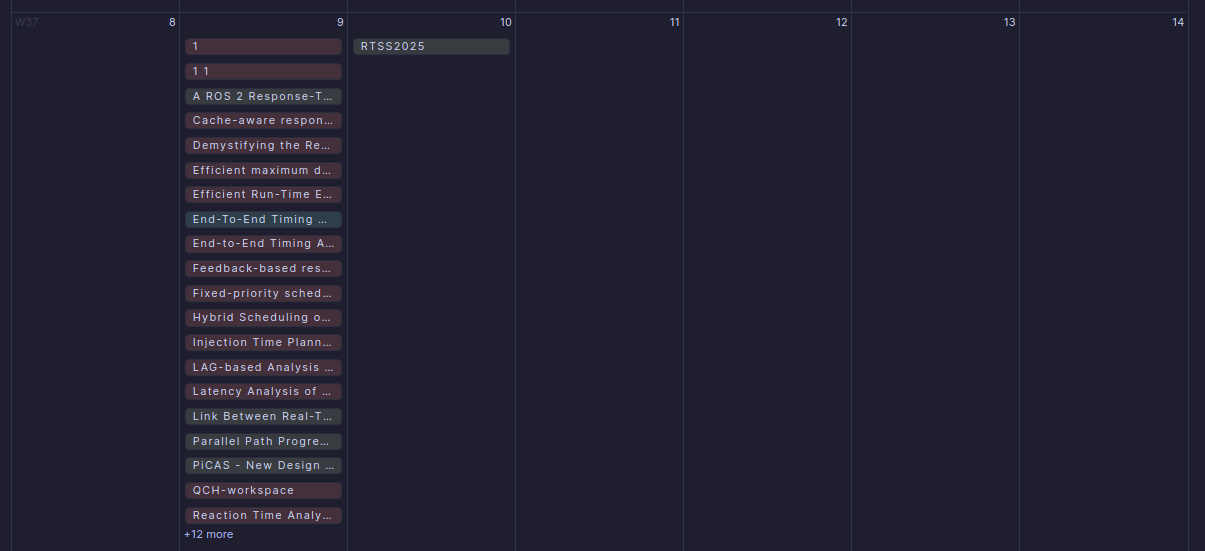 W37 8 9 10 11 12 13 14
1 RTSS2025
1 1
A ROS 2 Response-T...
Cache-aware respon...
Demystifying the Re...
Efficient maximum d...
Efficient Run-Time E...
End-To-End Timing ...
End-to-End Timing A...
Feedback-based res...
Fixed-priority sched...
Hybrid Scheduling o...
Injection Time Plann...
LAG-based Analysis ...
Latency Analysis of ...
Link Between Real-T...
Parallel Path Progre...
PiCAS - New Design ...
QCH-workspace
Reaction Time Analy...
+12 more